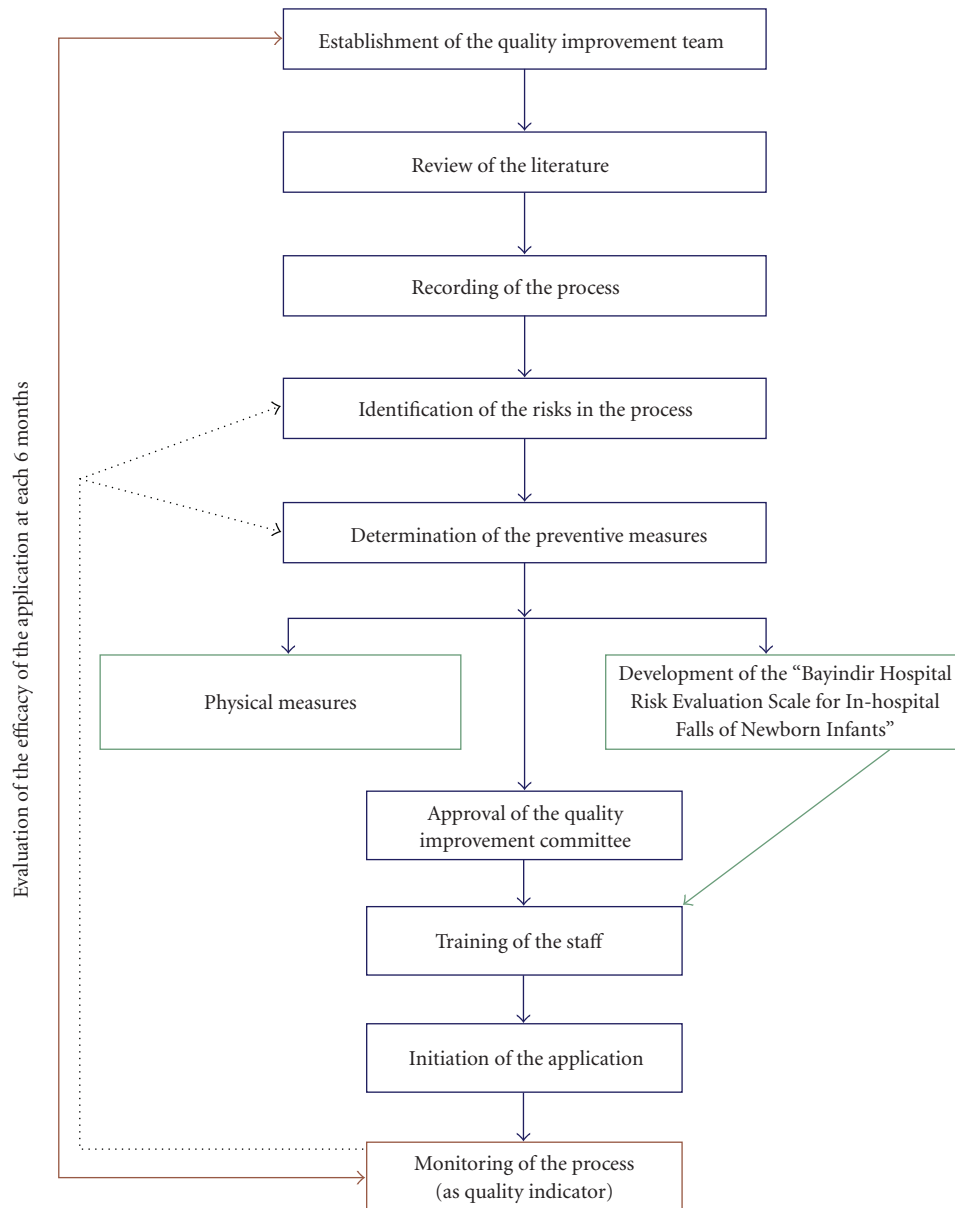 Establishment of the quality improvement team
Review of the literature
Recording of the process
Identification of the risks in the process
Determination of the preventive measures
Physical measures
Development of the “Bayindir Hospital
Risk Evaluation Scale for In-hospital
Falls of Newborn Infants”
Approval of the quality
improvement committee
Training of the staff
Initiation of the application
Monitoring of the process
(as quality indicator)
Evaluation of the efficacy of the application at each 6 months